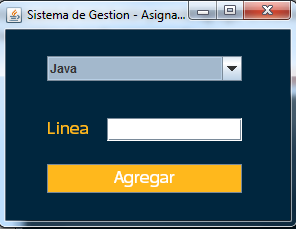 Sistema de Gestion - Asigna...
Java
Linea
Agregar